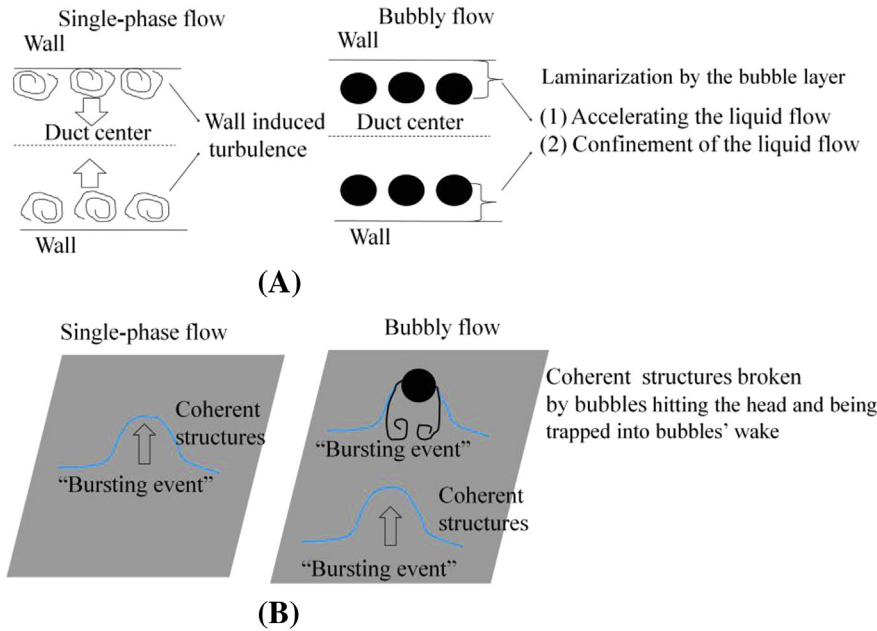 Single-phase flow
Wall
Duct center
Wall induced
turbulence
Wall
Bubbly flow
Wall
Duct center
Wall
Laminarization by the bubble layer
(1) Accelerating the liquid flow
(2) Confinement of the liquid flow
(A)
Single-phase flow
Coherent
structures
“Bursting event”
Bubbly flow
“Bursting event”
Coherent
structures
“Bursting event”
Coherent structures broken
by bubbles hitting the head and being
trapped into bubbles’ wake
(B)